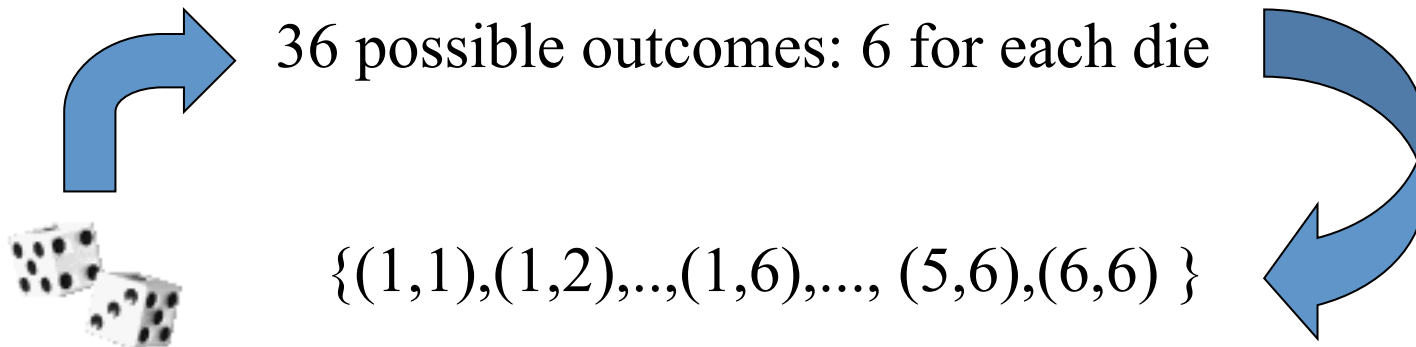 36 possible outcomes: 6 for each die
{(1,1),(1,2),..,(1,6),..., (5,6),(6,6) }